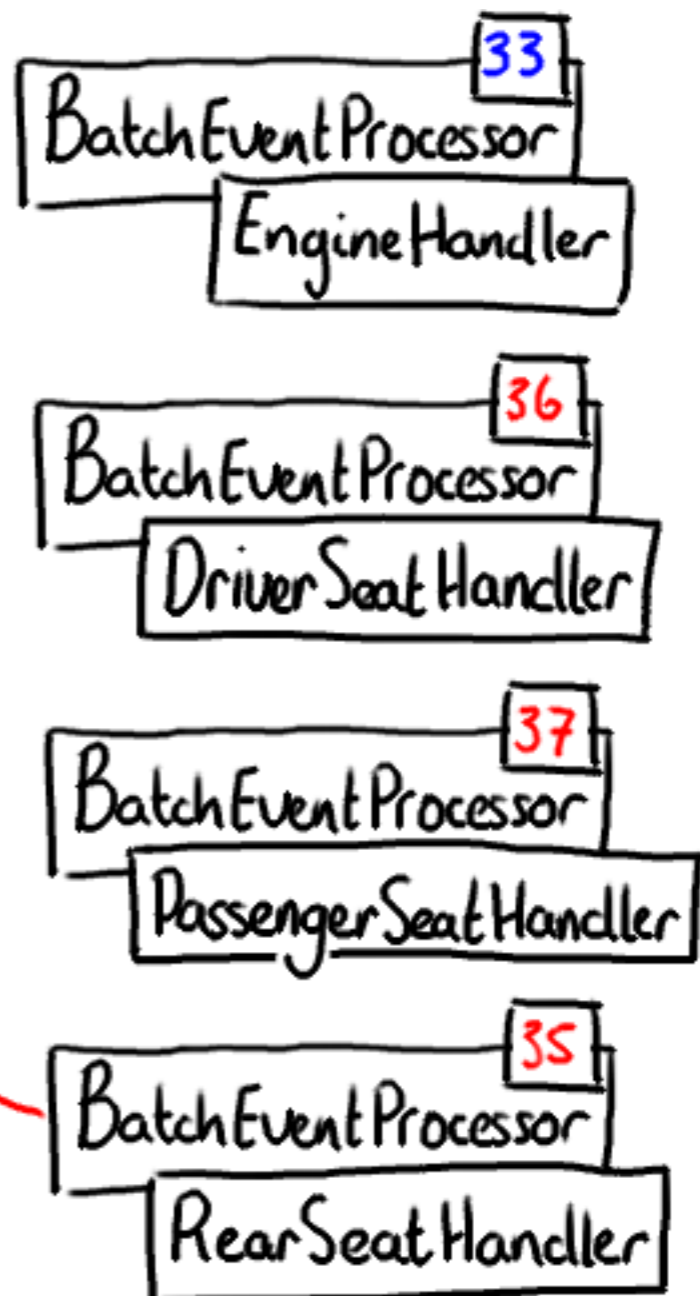 33
BatchEventProcessor
EngineHandler
36
BatchEventProcessor
DriverSeatHandler
37
BatchEventProcessor
PassengerSeatHandler
35
BatchEventProcessor
RearSeatHandler